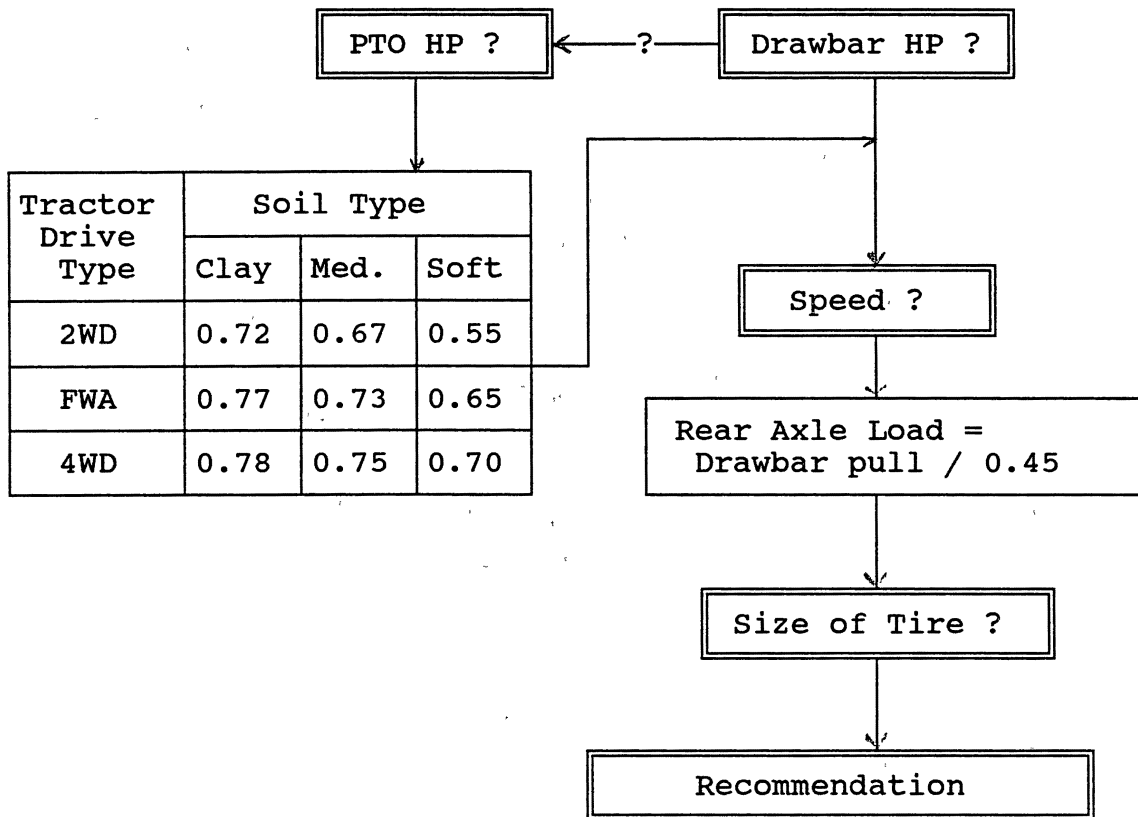 PTO HP ?
?
Drawbar HP ?
Tractor
Drive
Type
Soil Type
Clay Med. Soft
2WD 0.72 0.67 0.55
FWA 0.77 0.73 0.65
4WD 0.78 0.75 0.70
Speed ?
Rear Axle Load =
Drawbar pull / 0.45
Size of Tire ?
Recommendation